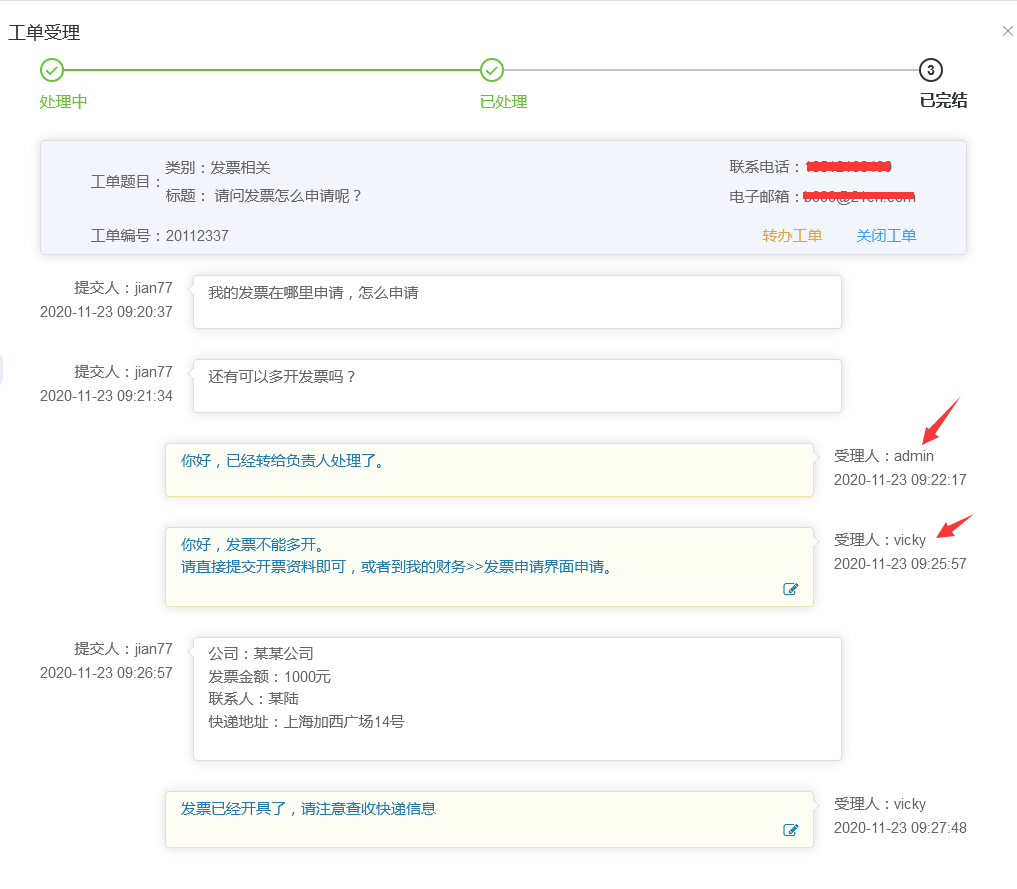 工单受理
处理中
已处理
3
已完结
类别：发票相关
工单题目：
标题： 请问发票怎么申请呢？
联系电话：
电子邮箱：
工单编号：20112337
转办工单
关闭工单
提交人：jian77
2020-11-23 09:20:37
我的发票在哪里申请，怎么申请
提交人：jian77
2020-11-23 09:21:34
还有可以多开发票吗？
你好，已经转给负责人处理了。
受理人：admin
2020-11-23 09:22:17
你好，发票不能多开。
请直接提交开票资料即可，或者到我的财务>>发票申请界面申请。
受理人：vicky
2020-11-23 09:25:57
提交人：jian77
2020-11-23 09:26:57
公司：某某公司
发票金额：1000元
联系人：某陆
快递地址：上海加西广场14号
发票已经开具了，请注意查收快递信息
受理人：vicky
2020-11-23 09:27:48